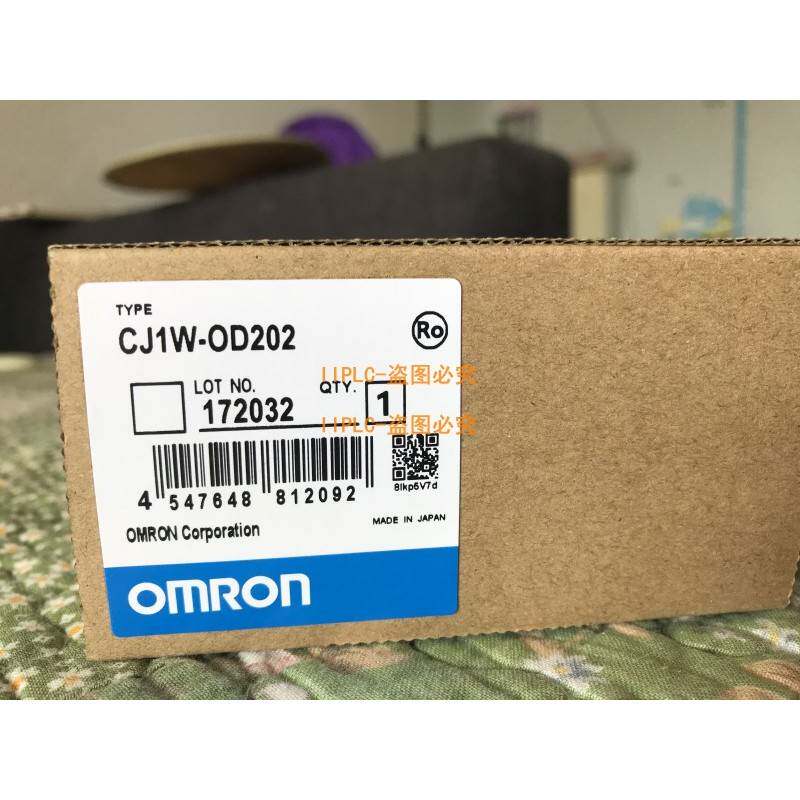 TYPE
CJ1W-OD202
Ro
IIPLC-盗图必究
LOT NO.
172032
QTY.
1
IIPLC-盗图必究
4 547648 812092
8lkp5V7d
MADE IN JAPAN
OMRON Corporation
OMRON